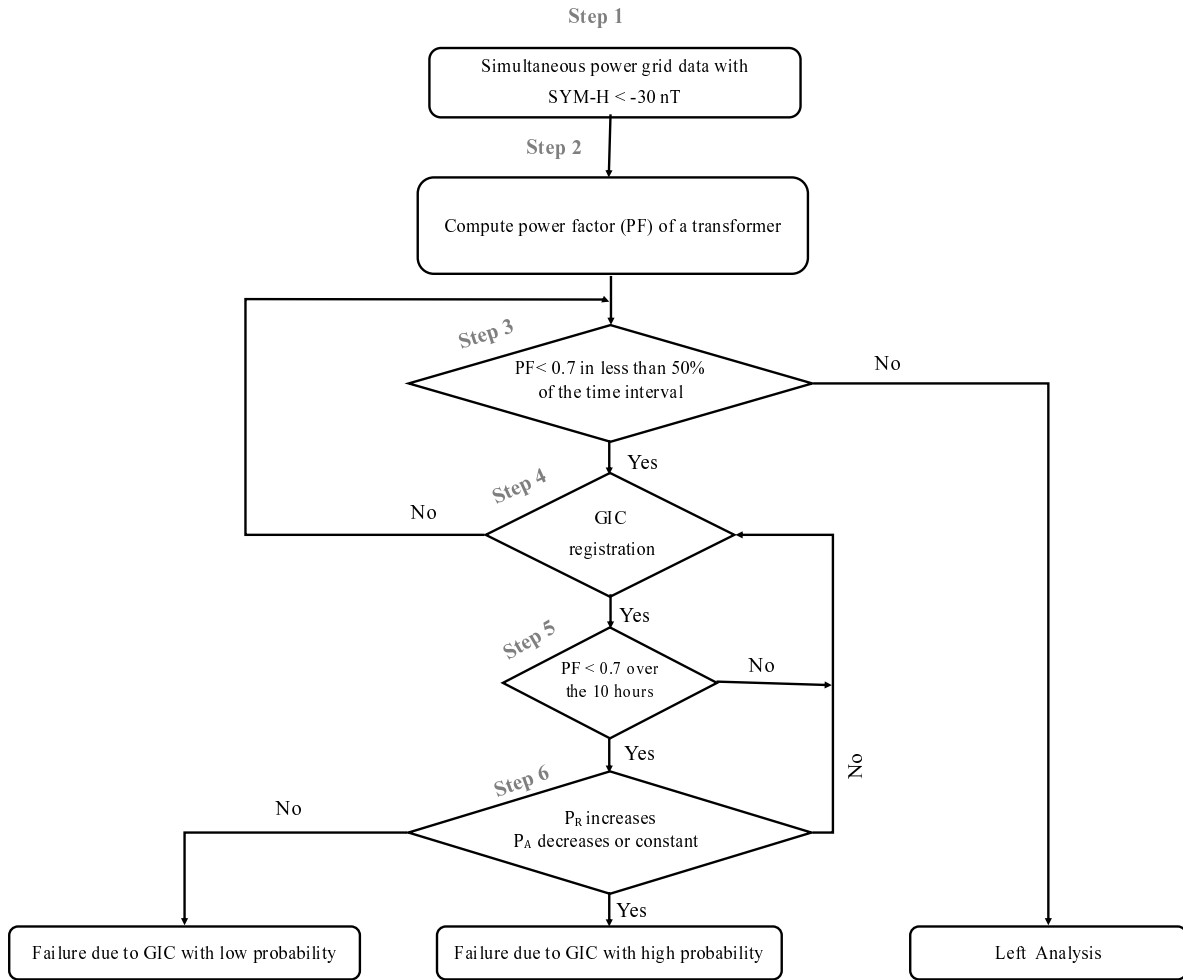 Step 1
Simultaneous power grid data with
SYM-H < -30 nT
Step 2
Compute power factor (PF) of a transformer
Step 3
PF< 0.7 in less than 50%
of the time interval
No
Yes
Step 4
No
GIC
registration
Yes
Step 5
PF < 0.7 over
the 10 hours
No
Yes
Step 6
No
No
PR increases
PA decreases or constant
Yes
Failure due to GIC with low probability
Failure due to GIC with high probability
Left Analysis